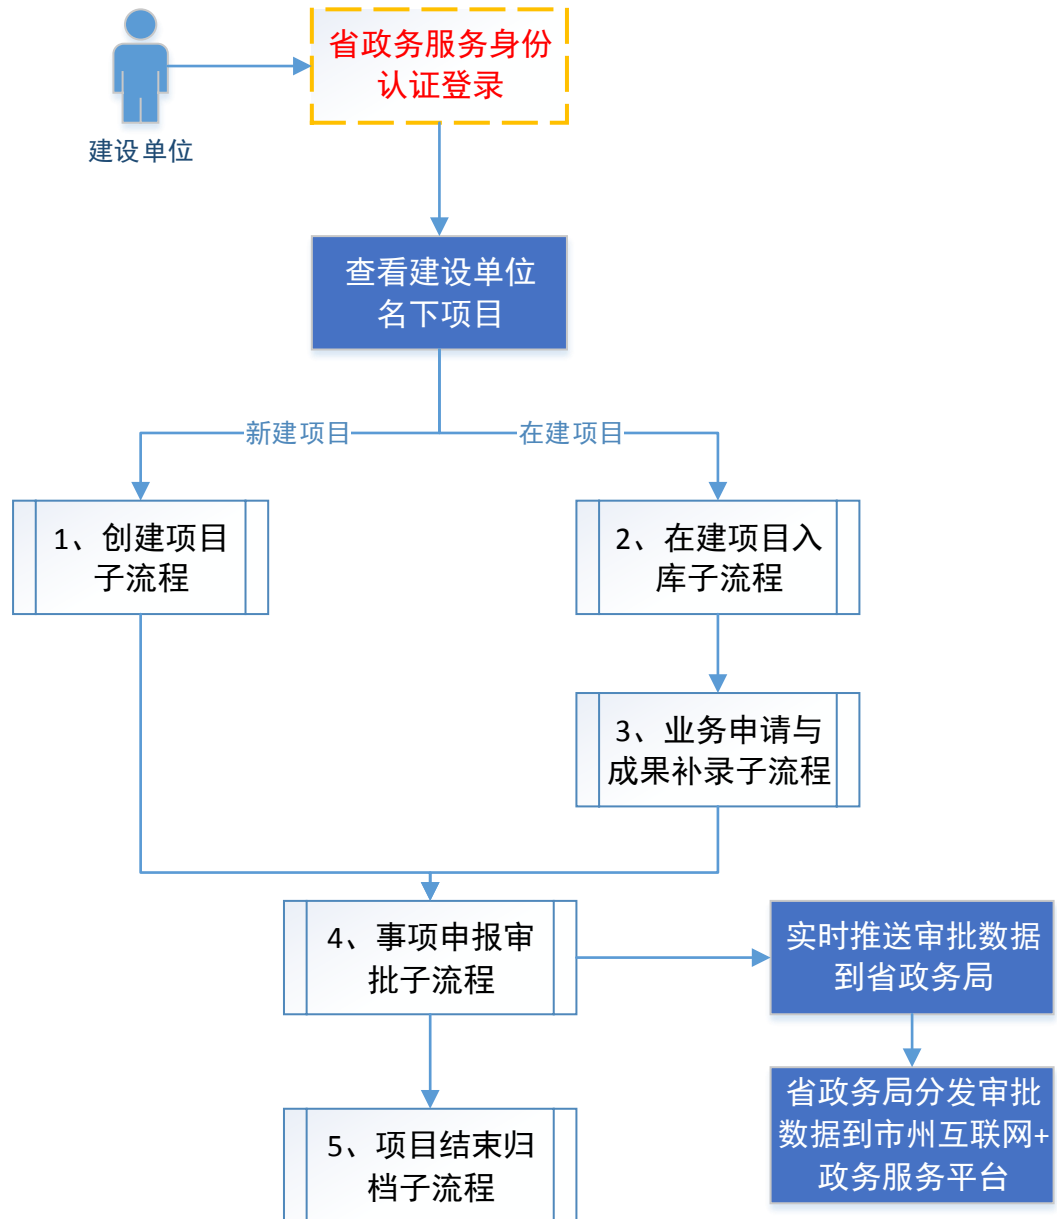 省政务服务身份
认证登录
建设单位
查看建设单位
名下项目
新建项目
在建项目
1、创建项目
子流程
2、在建项目入
库子流程
3、业务申请与
成果补录子流程
4、事项申报审
批子流程
实时推送审批数据
到省政务局
省政务局分发审批
数据到市州互联网+
政务服务平台
5、项目结束归
档子流程